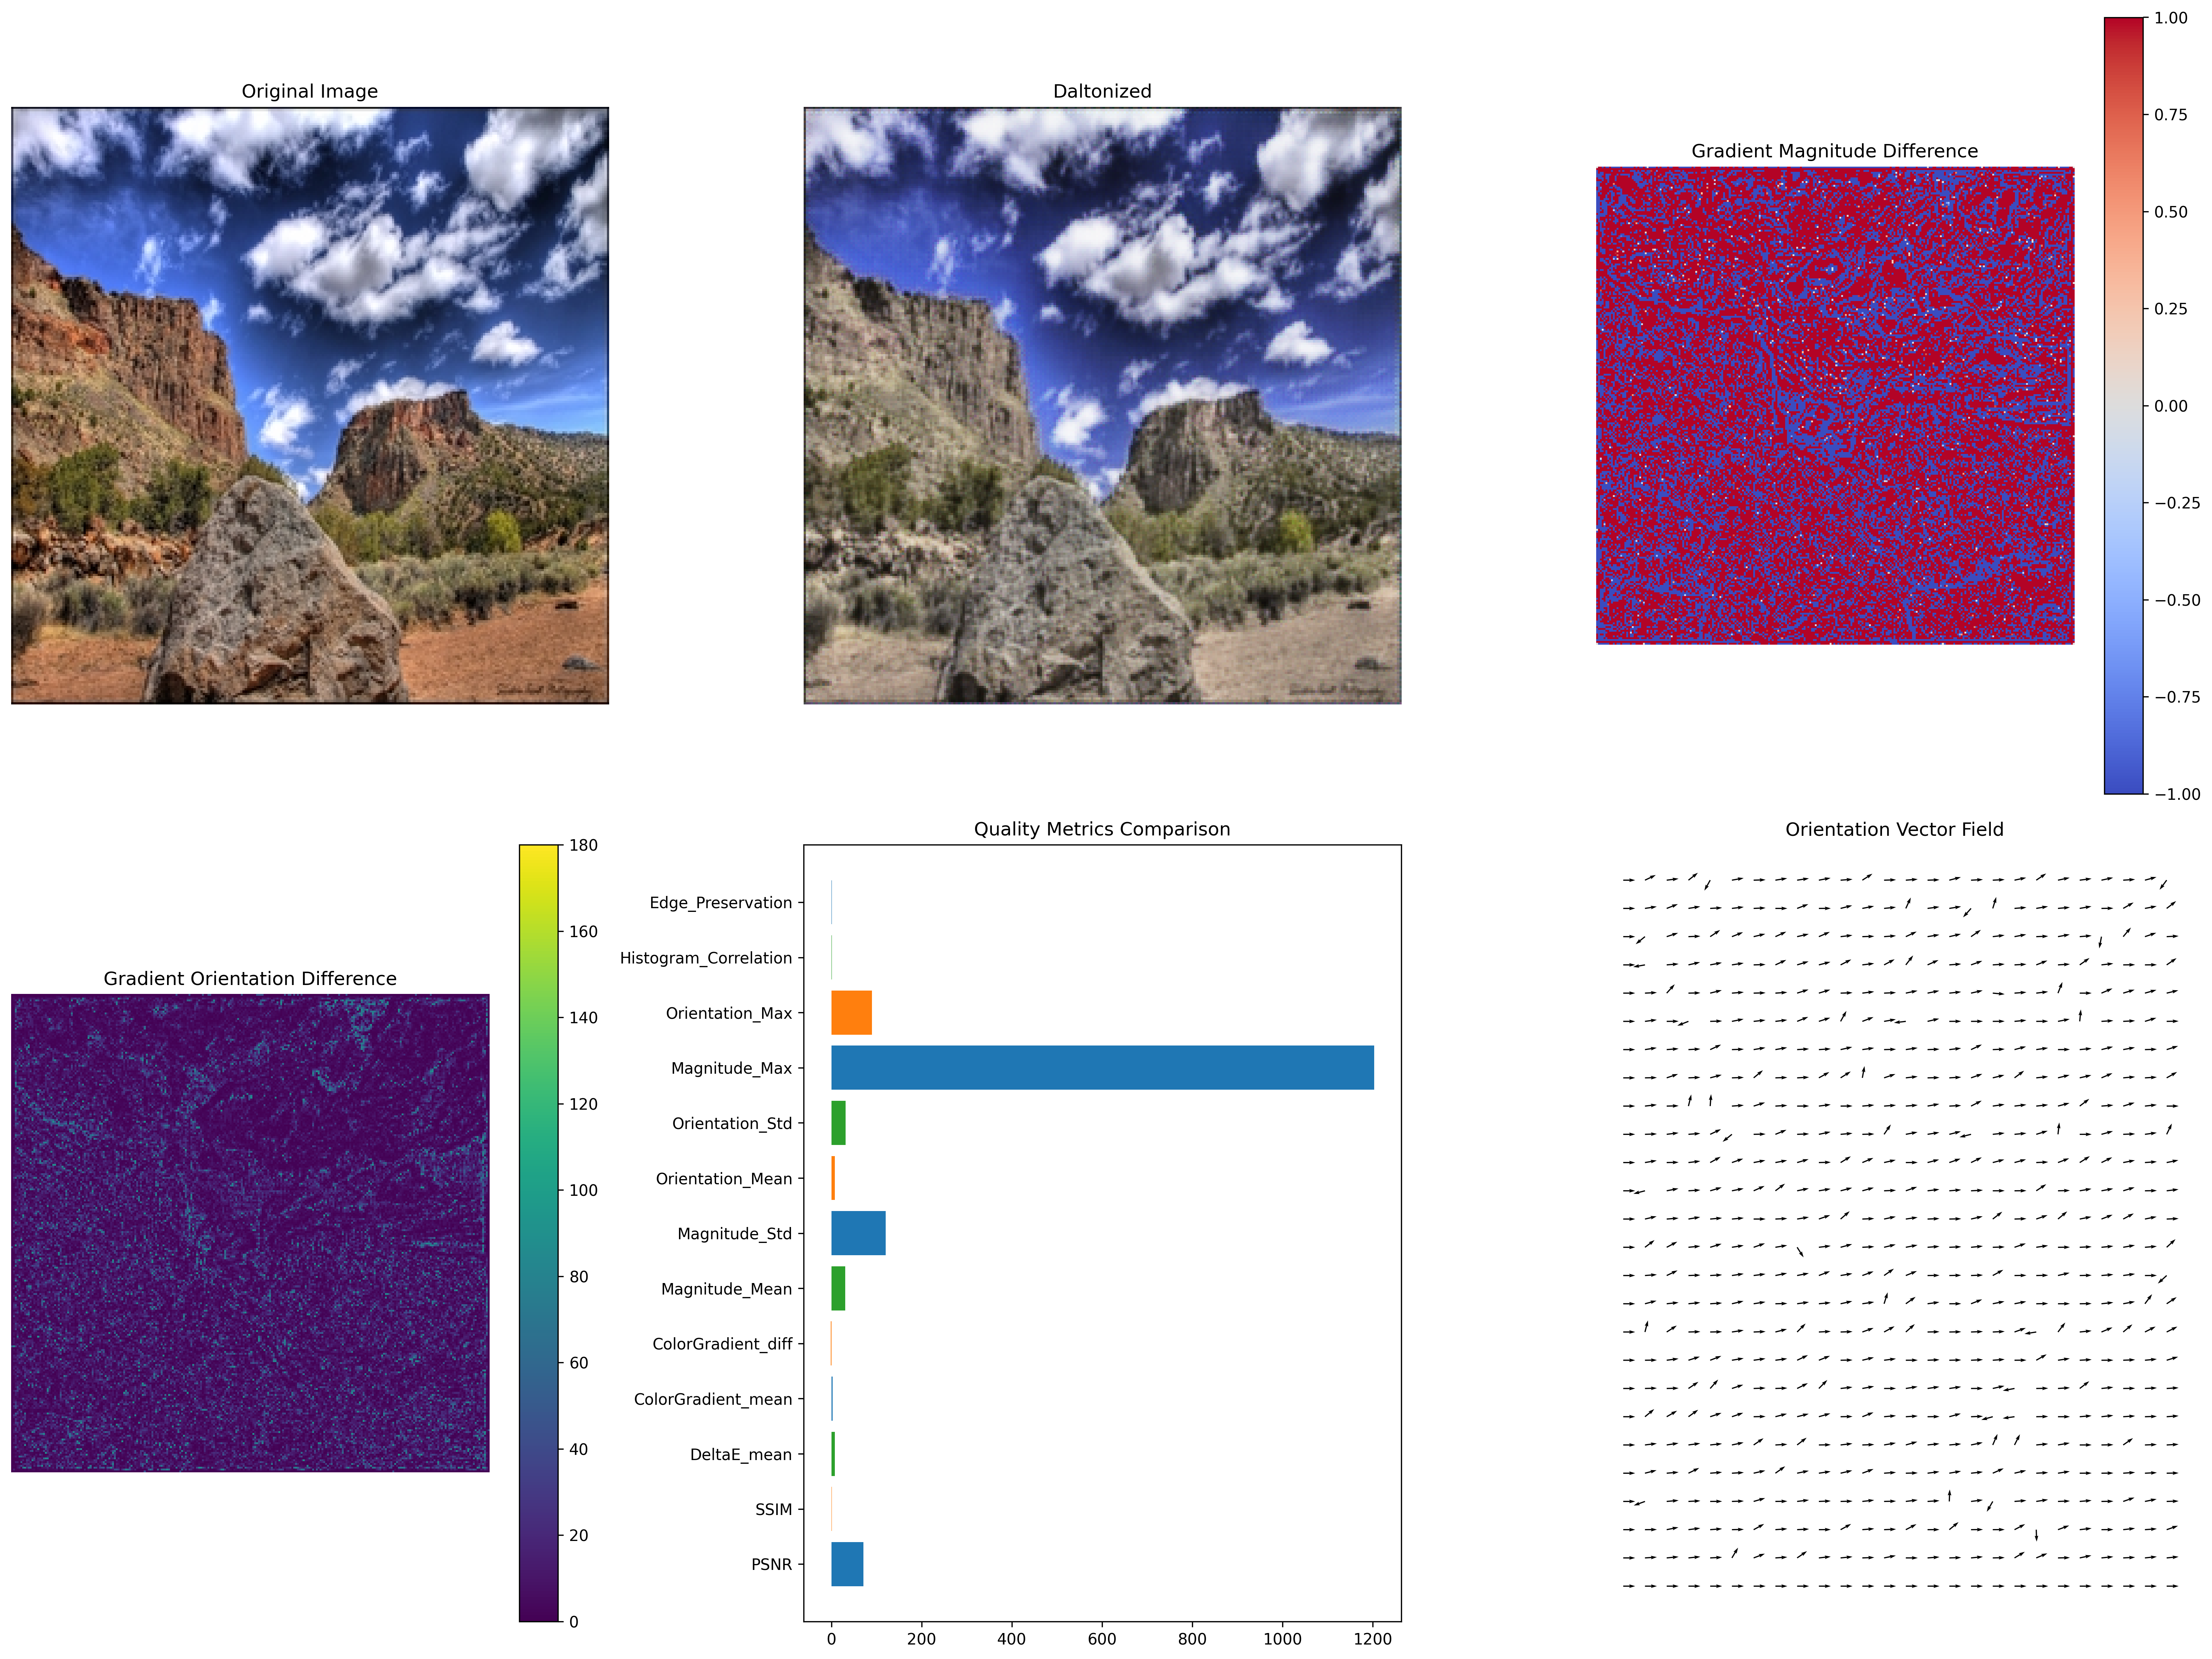 Original Image
Daltonized
Gradient Magnitude Difference
1.00
0.75
0.50
0.25
0.00
−0.25
−0.50
−0.75
−1.00
Gradient Orientation Difference
180
160
140
120
100
80
60
40
20
0
Quality Metrics Comparison
Edge_Preservation
Histogram_Correlation
Orientation_Max
Magnitude_Max
Orientation_Std
Orientation_Mean
Magnitude_Std
Magnitude_Mean
ColorGradient_diff
ColorGradient_mean
DeltaE_mean
SSIM
PSNR
0 200 400 600 800 1000 1200
Orientation Vector Field